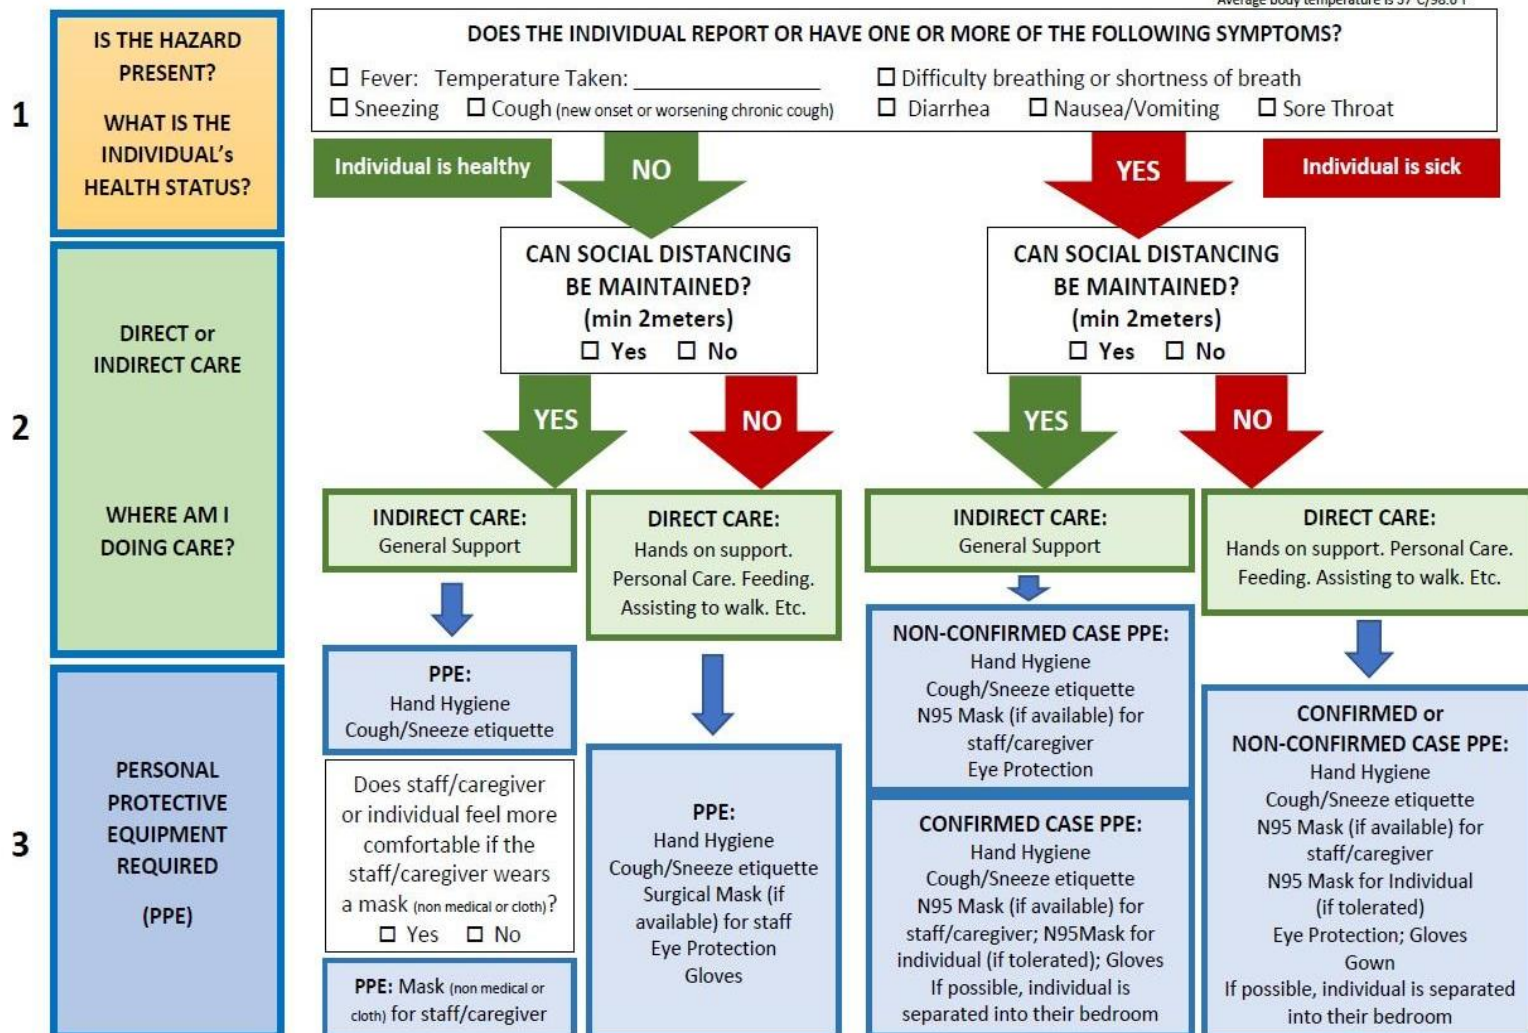 Average body temperature is 37°C/98.6°F
1
IS THE HAZARD
PRESENT?
WHAT IS THE
INDIVIDUAL's
HEALTH STATUS?
DOES THE INDIVIDUAL REPORT OR HAVE ONE OR MORE OF THE FOLLOWING SYMPTOMS?
☐ Fever: Temperature Taken: _________________ ☐ Difficulty breathing or shortness of breath
☐ Sneezing ☐ Cough (new onset or worsening chronic cough) ☐ Diarrhea ☐ Nausea/Vomiting ☐ Sore Throat
Individual is healthy
NO
YES
Individual is sick
2
DIRECT or
INDIRECT CARE
WHERE AM I
DOING CARE?
CAN SOCIAL DISTANCING
BE MAINTAINED?
(min 2meters)
☐ Yes ☐ No
CAN SOCIAL DISTANCING
BE MAINTAINED?
(min 2meters)
☐ Yes ☐ No
YES
NO
YES
NO
INDIRECT CARE:
General Support
DIRECT CARE:
Hands on support.
Personal Care. Feeding.
Assisting to walk. Etc.
INDIRECT CARE:
General Support
DIRECT CARE:
Hands on support. Personal Care.
Feeding. Assisting to walk. Etc.
3
PERSONAL
PROTECTIVE
EQUIPMENT
REQUIRED
(PPE)
PPE:
Hand Hygiene
Cough/Sneeze etiquette
Does staff/caregiver
or individual feel more
comfortable if the
staff/caregiver wears
a mask (non medical or cloth)?
☐ Yes ☐ No
PPE: Mask (non medical or
cloth) for staff/caregiver
PPE:
Hand Hygiene
Cough/Sneeze etiquette
Surgical Mask (if
available) for staff
Eye Protection
Gloves
NON-CONFIRMED CASE PPE:
Hand Hygiene
Cough/Sneeze etiquette
N95 Mask (if available) for
staff/caregiver
Eye Protection
CONFIRMED CASE PPE:
Hand Hygiene
Cough/Sneeze etiquette
N95 Mask (if available) for
staff/caregiver; N95Mask for
individual (if tolerated); Gloves
If possible, individual is
separated into their bedroom
CONFIRMED or
NON-CONFIRMED CASE PPE:
Hand Hygiene
Cough/Sneeze etiquette
N95 Mask (if available) for
staff/caregiver
N95 Mask for Individual
(if tolerated)
Eye Protection; Gloves
Gown
If possible, individual is separated
into their bedroom